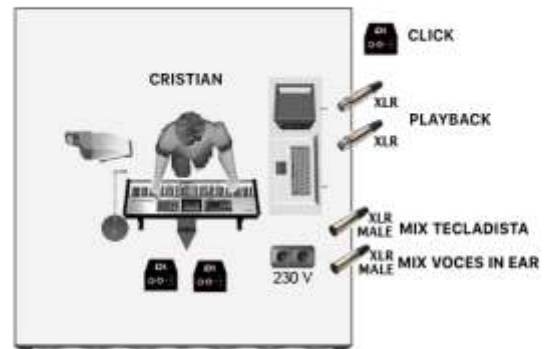 CLICK
CRISTIAN
XLR
PLAYBACK
XLR
XLR
MALE MIX TECLADISTA
XLR
MALE MIX VOCES IN EAR
230 V